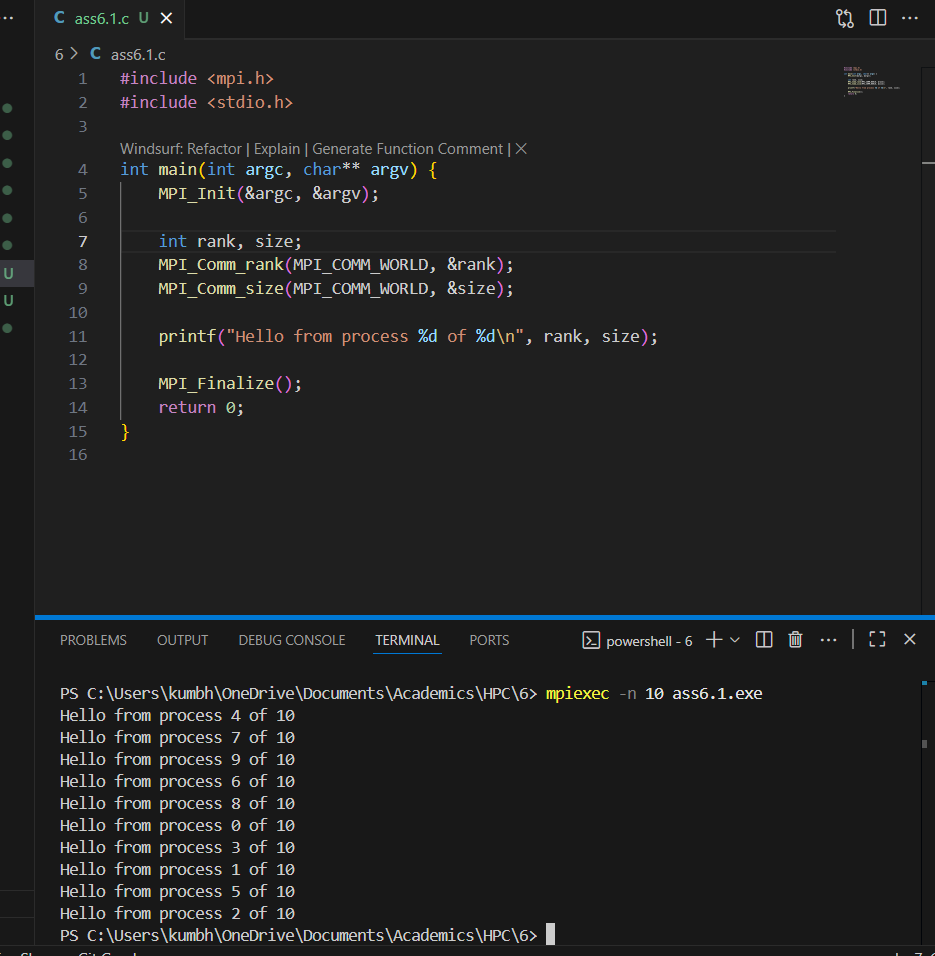 C ass6.1.c U
6 > C ass6.1.c
1 #include <mpi.h>
2 #include <stdio.h>
3
Windsurf: Refactor | Explain | Generate Function Comment | X
4 int main(int argc, char** argv) {
5     MPI_Init(&argc, &argv);
6
7     int rank, size;
8     MPI_Comm_rank(MPI_COMM_WORLD, &rank);
9     MPI_Comm_size(MPI_COMM_WORLD, &size);
10
11     printf("Hello from process %d of %d\n", rank, size);
12
13     MPI_Finalize();
14     return 0;
15 }
16
U
U
PROBLEMS OUTPUT DEBUG CONSOLE TERMINAL PORTS powershell - 6
PS C:\Users\kumbh\OneDrive\Documents\Academics\HPC\6> mpiexec -n 10 ass6.1.exe
Hello from process 4 of 10
Hello from process 7 of 10
Hello from process 9 of 10
Hello from process 6 of 10
Hello from process 8 of 10
Hello from process 0 of 10
Hello from process 3 of 10
Hello from process 1 of 10
Hello from process 5 of 10
Hello from process 2 of 10
PS C:\Users\kumbh\OneDrive\Documents\Academics\HPC\6>